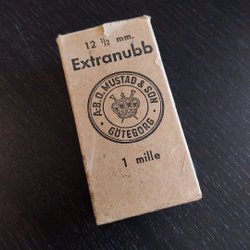 12 1/2 mm.
Extranubb
A.B.O. MUSTAD & SON
GÖTEBORG
1 mille